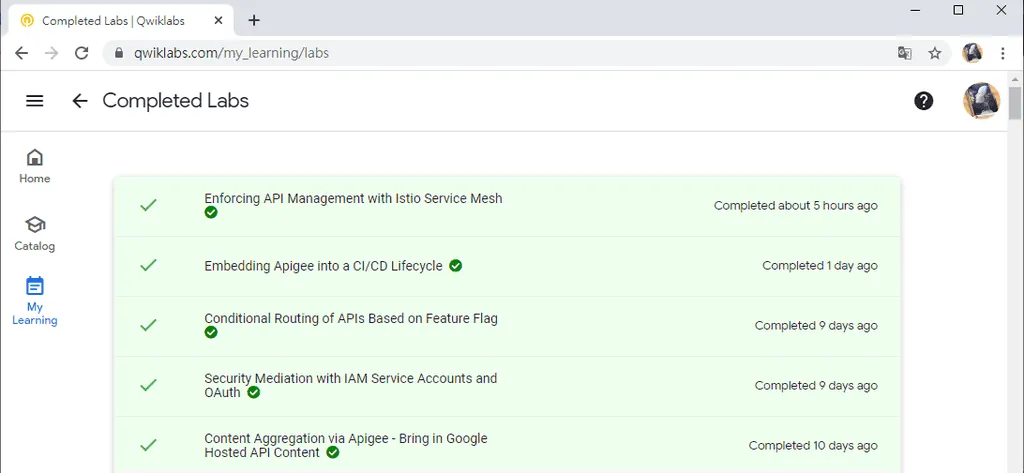 Completed Labs | Qwiklabs
qwiklabs.com/my_learning/labs
Completed Labs
Home
Catalog
My
Learning
Enforcing API Management with Istio Service Mesh
Completed about 5 hours ago
Embedding Apigee into a CI/CD Lifecycle
Completed 1 day ago
Conditional Routing of APIs Based on Feature Flag
Completed 9 days ago
Security Mediation with IAM Service Accounts and
OAuth
Completed 9 days ago
Content Aggregation via Apigee - Bring in Google
Hosted API Content
Completed 10 days ago